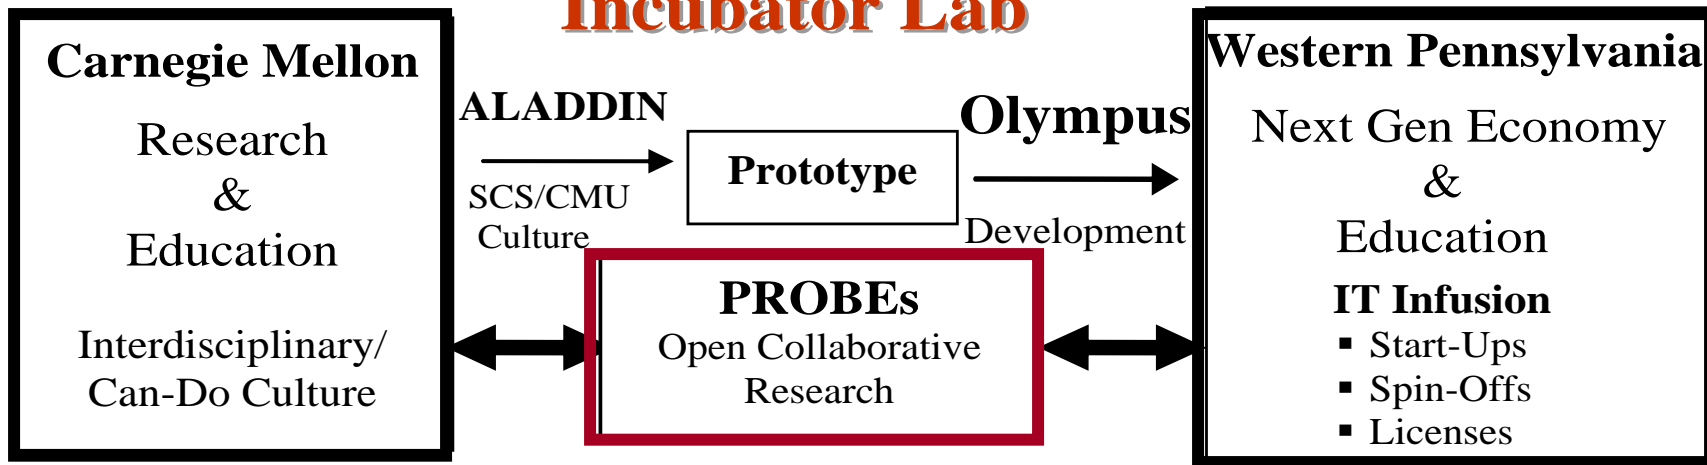 Incubator Lab
Carnegie Mellon
Research
&
Education
Interdisciplinary/
Can-Do Culture
ALADDIN
SCS/CMU
Culture
Prototype
Olympus
Development
PROBEs
Open Collaborative
Research
Western Pennsylvania
Next Gen Economy
&
Education
IT Infusion
▪ Start-Ups
▪ Spin-Offs
▪ Licenses